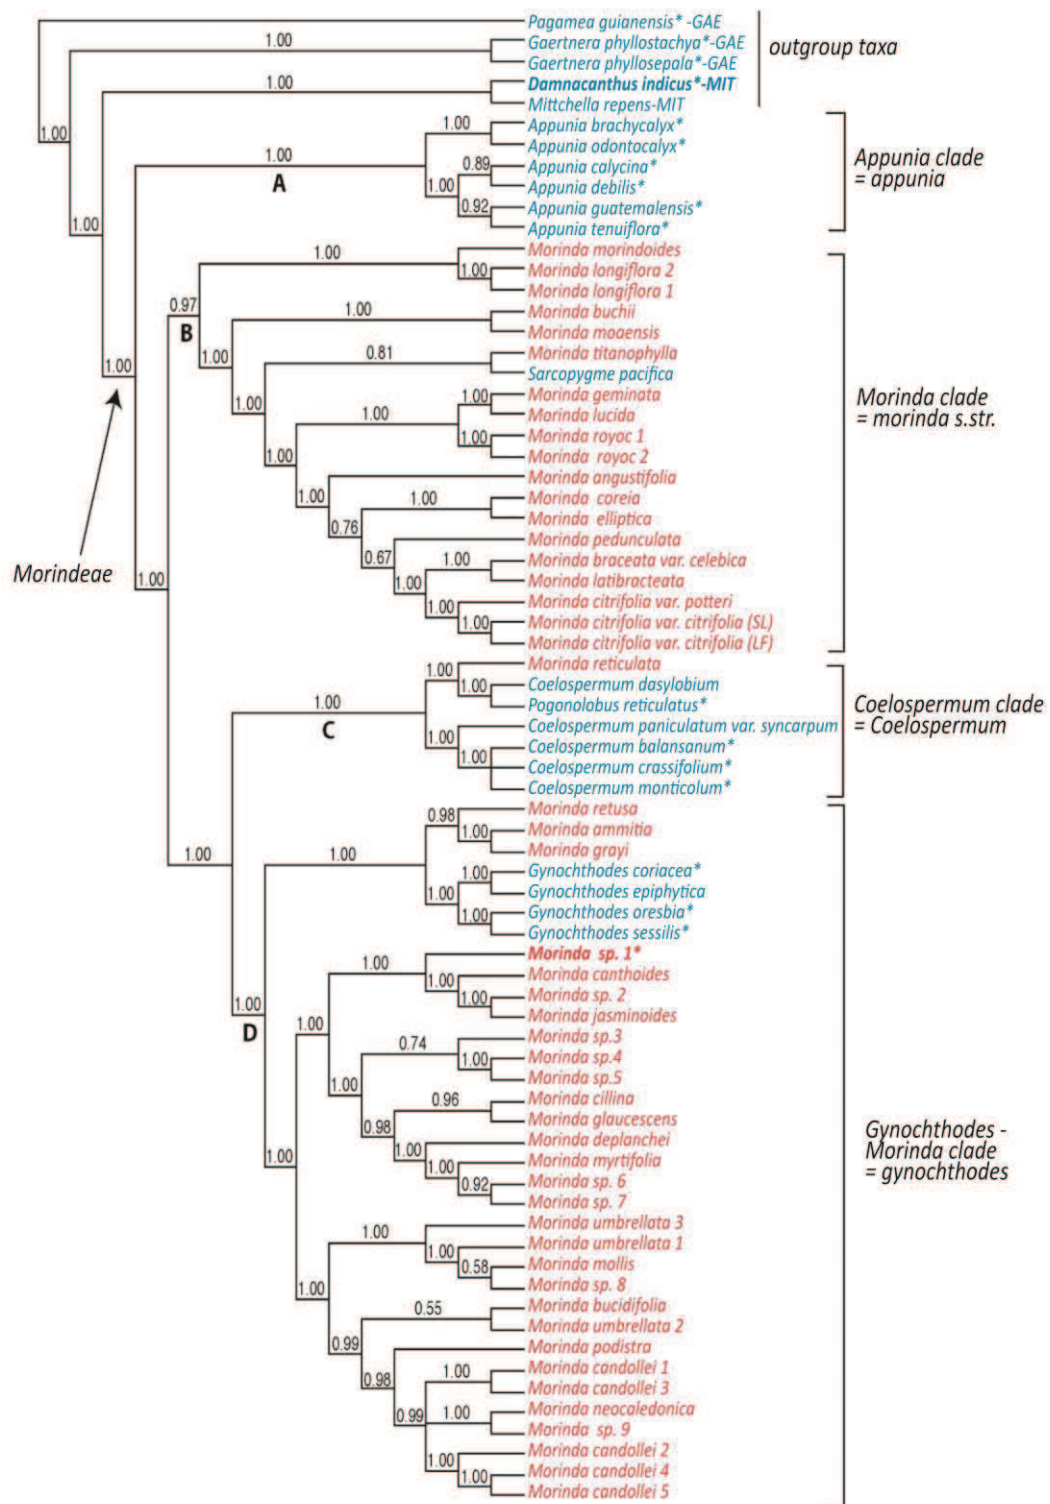 Pagamea guianensis* -GAE
1.00
Gaertnera phyllostachya*-GAE
outgroup taxa
Gaertnera phyllosepala*-GAE
1.00
Damnacanthus indicus*-MIT
Mittchella repens-MIT
1.00
Appunia brachycalyx*
1.00
Appunia odontocalyx*
1.00
A
0.89
Appunia calycina*
Appunia clade
= appunia
1.00
Appunia debilis*
0.92
Appunia guatemalensis*
1.00
Appunia tenuiflora*
1.00
Morinda morindoides
1.00
Morinda longiflora 2
Morinda longiflora 1
0.97
B
1.00
Morinda buchii
Morinda moaensis
0.81
Morinda titanophylla
1.00
1.00
Sarcopygme pacifica
1.00
Morinda geminata
Morinda clade
= morinda s.str.
1.00
1.00
Morinda lucida
1.00
Morinda royoc 1
1.00
Morinda royoc 2
Morinda angustifolia
1.00
1.00
Morinda coreia
0.76
Morinda elliptica
Morinda pedunculata
0.67
1.00
Morinda braceata var. celebica
Morindeae
1.00
1.00
Morinda latibracteata
1.00
Morinda citrifolia var. potteri
1.00
Morinda citrifolia var. citrifolia (SL)
Morinda citrifolia var. citrifolia (LF)
1.00
Morinda reticulata
1.00
Coelospermum dasylobium
1.00
C
Pogonolobus reticulatus*
Coelospermum clade
= Coelospermum
1.00
Coelospermum paniculatum var. syncarpum
1.00
Coelospermum balansanum*
Coelospermum crassifolium*
Coelospermum monticolum*
0.98
Morinda retusa
1.00
Morinda ammitia
1.00
1.00
Morinda grayi
1.00
Gynochthodes coriacea*
1.00
Gynochthodes epiphytica
1.00
Gynochthodes oresbia*
Gynochthodes sessilis*
1.00
Morinda sp. 1*
1.00
Morinda canthoides
1.00
Morinda sp. 2
1.00
D
Morinda jasminoides
1.00
0.74
Morinda sp.3
1.00
Morinda sp.4
1.00
Morinda sp.5
0.96
Morinda cillina
0.98
Morinda glaucescens
Gynochthodes -
Morinda clade
= gynochthodes
1.00
Morinda deplanchei
1.00
1.00
Morinda myrtifolia
0.92
Morinda sp. 6
Morinda sp. 7
1.00
Morinda umbrellata 3
1.00
Morinda umbrellata 1
0.58
Morinda mollis
1.00
Morinda sp. 8
0.55
Morinda bucidifolia
0.99
Morinda umbrellata 2
Morinda podistra
0.98
1.00
Morinda candollei 1
Morinda candollei 3
0.99
1.00
Morinda neocaledonica
Morinda sp. 9
1.00
Morinda candollei 2
1.00
Morinda candollei 4
Morinda candollei 5